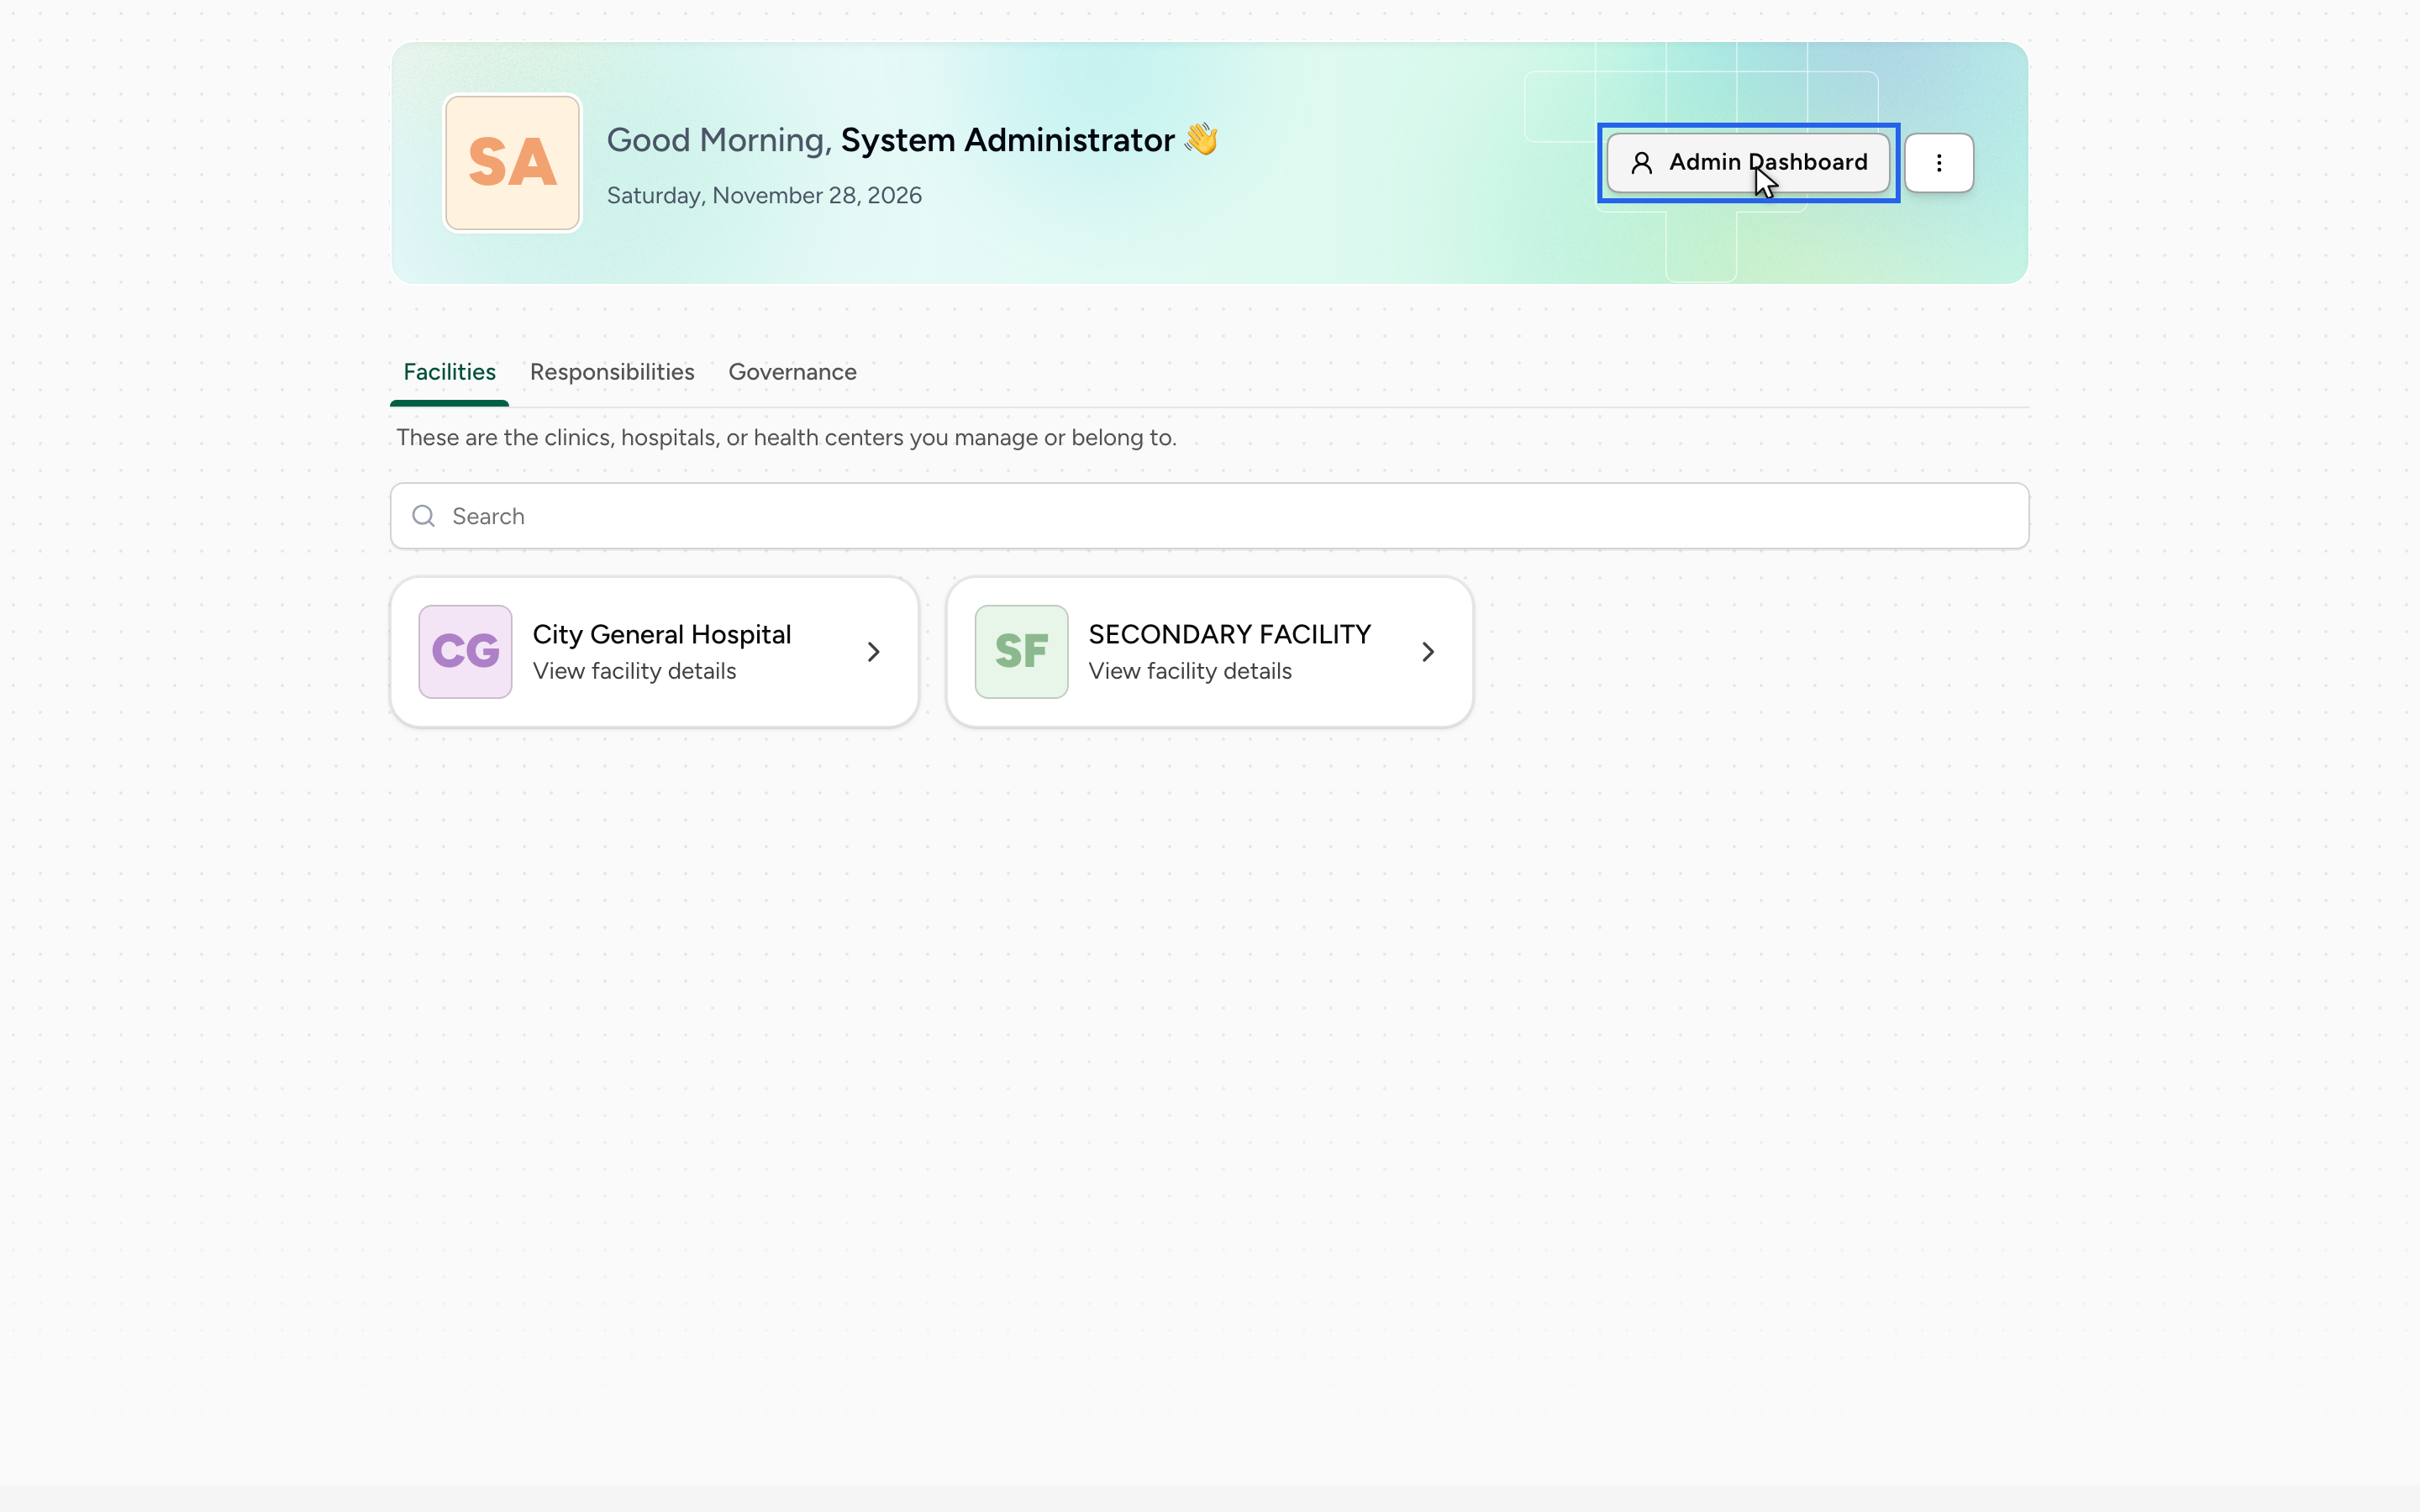 SA
Good Morning, System Administrator 👋
Saturday, November 28, 2026
Admin Dashboard
Facilities
Responsibilities
Governance
These are the clinics, hospitals, or health centers you manage or belong to.
Search
CG
City General Hospital
View facility details
SF
SECONDARY FACILITY
View facility details